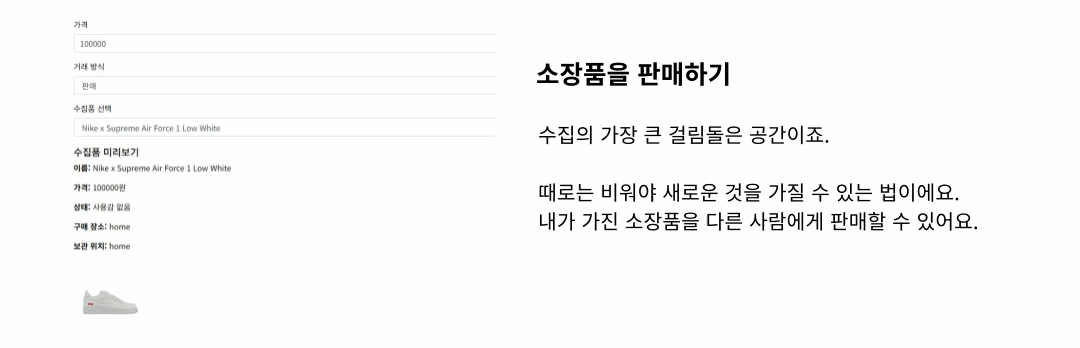 가격
100000
거래 방식
판매
수집품 선택
Nike x Supreme Air Force 1 Low White
수집품 미리보기
이름: Nike x Supreme Air Force 1 Low White
가격: 100000원
상태: 사용감 없음
구매 장소: home
보관 위치: home
소장품을 판매하기
수집의 가장 큰 걸림돌은 공간이죠.
때로는 비워야 새로운 것을 가질 수 있는 법이에요.
내가 가진 소장품을 다른 사람에게 판매할 수 있어요.